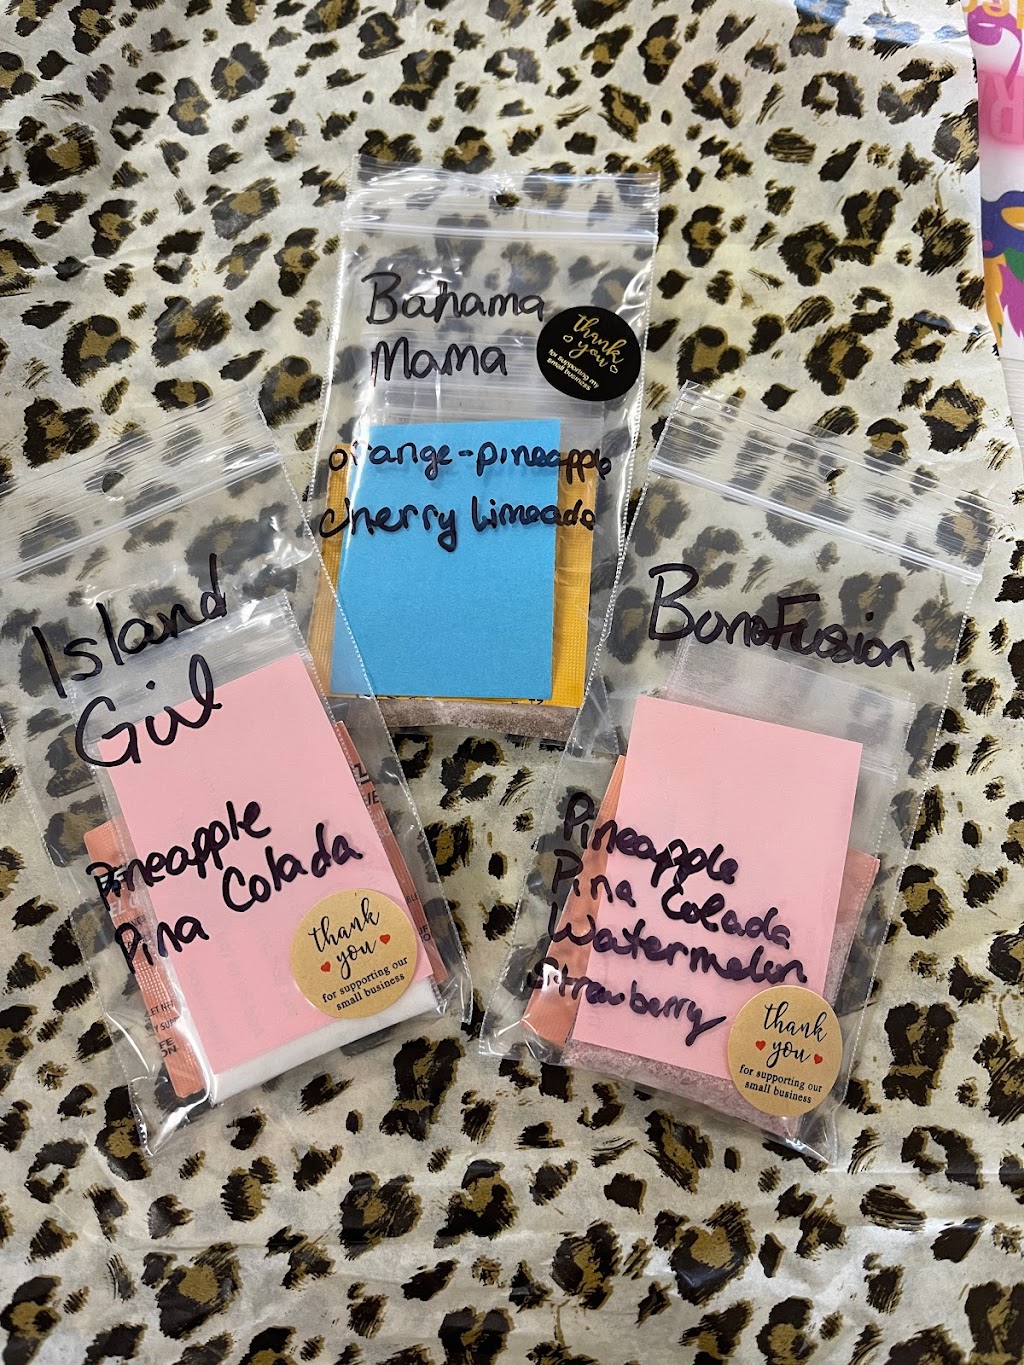 Bahama
Mama
thank
you
for supporting my
small business
orange-pineapple
cherry limeade
Island
Girl
Pineapple
Pina Colada
thank
you
for supporting our
small business
Pineapple
Pina Colada
Watermelon
Strawberry
thank
you
for supporting our
small business